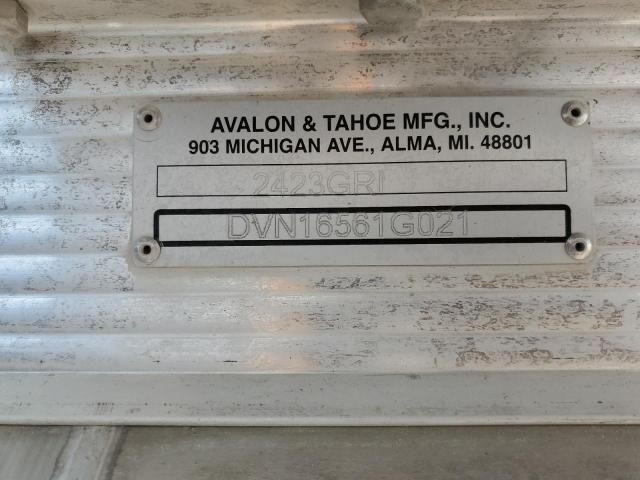 AVALON & TAHOE MFG., INC.
903 MICHIGAN AVE., ALMA, MI. 48801
2423GRI
DVN16561G021